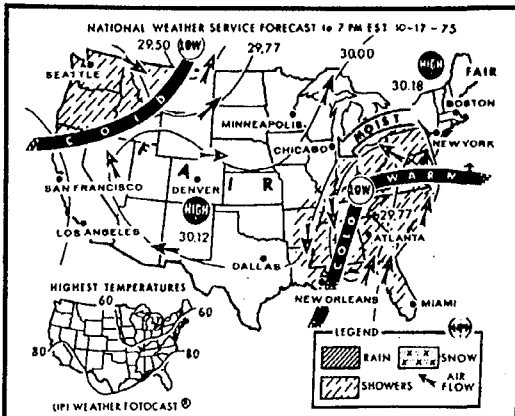 NATIONAL WEATHER SERVICE FORECAST to 7 PM EST 10-17-75
29.50 LOW 29.77
30.00
HIGH
30.18
FAIR
SEATTLE
COLD
MINNEAPOLIS
BOSTON
NEW YORK
MOIST
CHICAGO
FAIR
DENVER
HIGH
30.12
SAN FRANCISCO
LOS ANGELES
LOW
WARM
COLD
29.77
ATLANTA
DALLAS
NEW ORLEANS
MIAMI
HIGHEST TEMPERATURES
60
60
80
80
(IP) WEATHER FOTOCAST ®
LEGEND
RAIN
SNOW
SHOWERS
AIR
FLOW